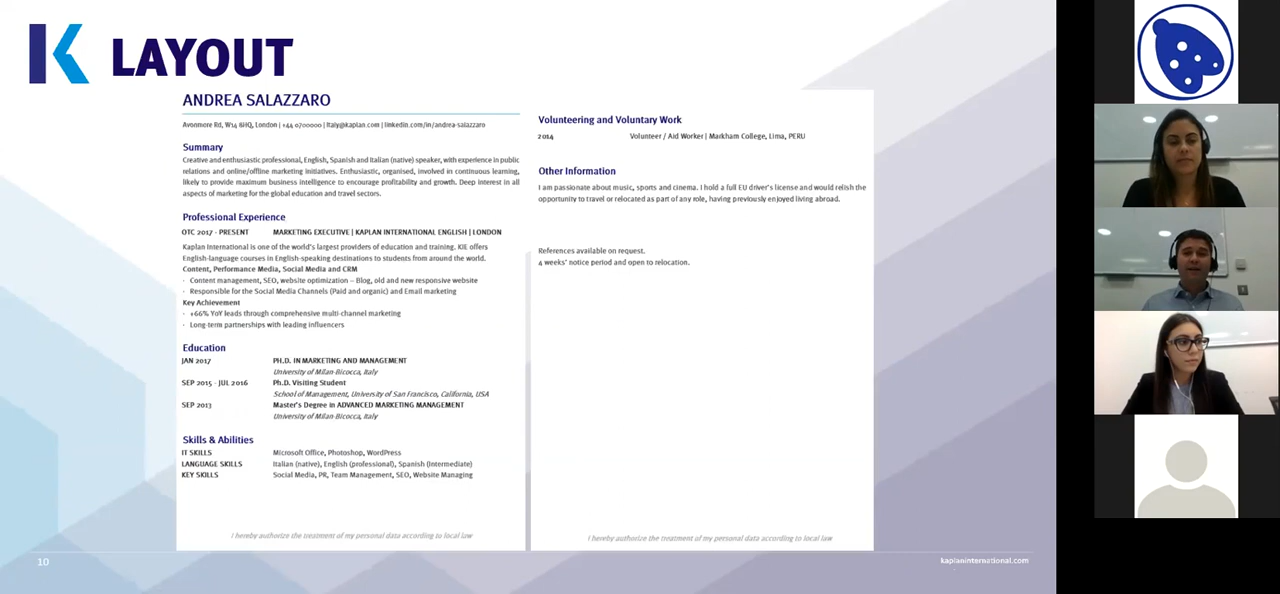 K LAYOUT
ANDREA SALAZZARO
Avonmore Rd, W14 8HQ, London | +44 0700000 | Italy@kaplan.com | linkedin.com/in/andrea-salazzaro
Summary
Creative and enthusiastic professional, English, Spanish and Italian (native) speaker, with experience in public
relations and online/offline marketing initiatives. Enthusiastic, organised, involved in continuous learning,
likely to provide maximum business intelligence to encourage profitability and growth. Deep interest in all
aspects of marketing for the global education and travel sectors.
Professional Experience
OTC 2017 - PRESENT MARKETING EXECUTIVE | KAPLAN INTERNATIONAL ENGLISH | LONDON
Kaplan International is one of the world's largest providers of education and training. KIE offers
English-language courses in English-speaking destinations to students from around the world.
Content, Performance Media, Social Media and CRM
- Content management, SEO, website optimization – Blog, old and new responsive website
- Responsible for the Social Media Channels (Paid and organic) and Email marketing
Key Achievement
- +66% YoY leads through comprehensive multi-channel marketing
- Long-term partnerships with leading influencers
Education
JAN 2017 PH.D. IN MARKETING AND MANAGEMENT
University of Milan-Bicocca, Italy
SEP 2015 - JUL 2016 Ph.D. Visiting Student
School of Management, University of San Francisco, California, USA
SEP 2013 Master's Degree in ADVANCED MARKETING MANAGEMENT
University of Milan-Bicocca, Italy
Skills & Abilities
IT SKILLS Microsoft Office, Photoshop, WordPress
LANGUAGE SKILLS Italian (native), English (professional), Spanish (Intermediate)
KEY SKILLS Social Media, PR, Team Management, SEO, Website Managing
I hereby authorize the treatment of my personal data according to local law
Volunteering and Voluntary Work
2014 Volunteer / Aid Worker | Markham College, Lima, PERU
Other Information
I am passionate about music, sports and cinema. I hold a full EU driver's license and would relish the
opportunity to travel or relocated as part of any role, having previously enjoyed living abroad.
References available on request.
4 weeks' notice period and open to relocation.
I hereby authorize the treatment of my personal data according to local law
10
kaplaninternational.com